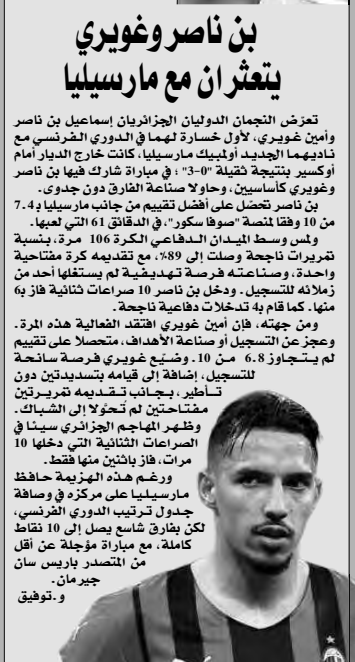 بن ناصر وغويري
يتعثران مع مارسيليا
تعرّض النجمان الدوليان الجزائريان إسماعيل بن ناصر
وأمين غويري، لأول خسارة لهما في الدوري الفرنسي مع
ناديهما الجديد أولمبيك مارسيليا، كانت خارج الديار أمام
أوكسير بنتيجة ثقيلة "0-3" ؛ في مباراة شارك فيها بن ناصر
وغويري كأساسيين، وحاولا صناعة الفارق دون جدوى.
بن ناصر تحصّل على أفضل تقييم من جانب مارسيليا بـ7.4
من 10 وفقا لمنصة "صوفا سكور"، في الدقائق 61 التي لعبها.
ولمس وسط الميدان الدفاعي الكرة 106 مرة، بنسبة
تمريرات ناجحة وصلت إلى 89٪، مع تقديمه كرة مفتاحية
واحدة، وصناعته فرصة تهديفية لم يستغلها أحد من
زملائه للتسجيل. ودخل بن ناصر 10 صراعات ثنائية فاز بـ6
منها. كما قام بـ4 تدخلات دفاعية ناجحة.
ومن جهته، فإن أمين غويري افتقد الفعالية هذه المرة.
وعجز عن التسجيل أو صناعة الأهداف، متحصلا على تقييم
لم يتجاوز 6.8 من 10. وضيّع غويري فرصة سانحة
للتسجيل، إضافة إلى قيامه بتسديدتين دون
تأطير، بجانب تقديمه تمريرتين
مفتاحتين لم تحوّلا إلى الشباك.
وظهر المهاجم الجزائري سيئا في
الصراعات الثنائية التي دخلها 10
مرات، فاز باثنين منها فقط.
ورغم هذه الهزيمة حافظ
مارسيليا على مركزه في وصافة
جدول ترتيب الدوري الفرنسي،
لكن بفارق شاسع يصل إلى 10 نقاط
كاملة، مع مباراة مؤجلة عن أقل
من المتصدر باريس سان
جيرمان.
و.توفيق